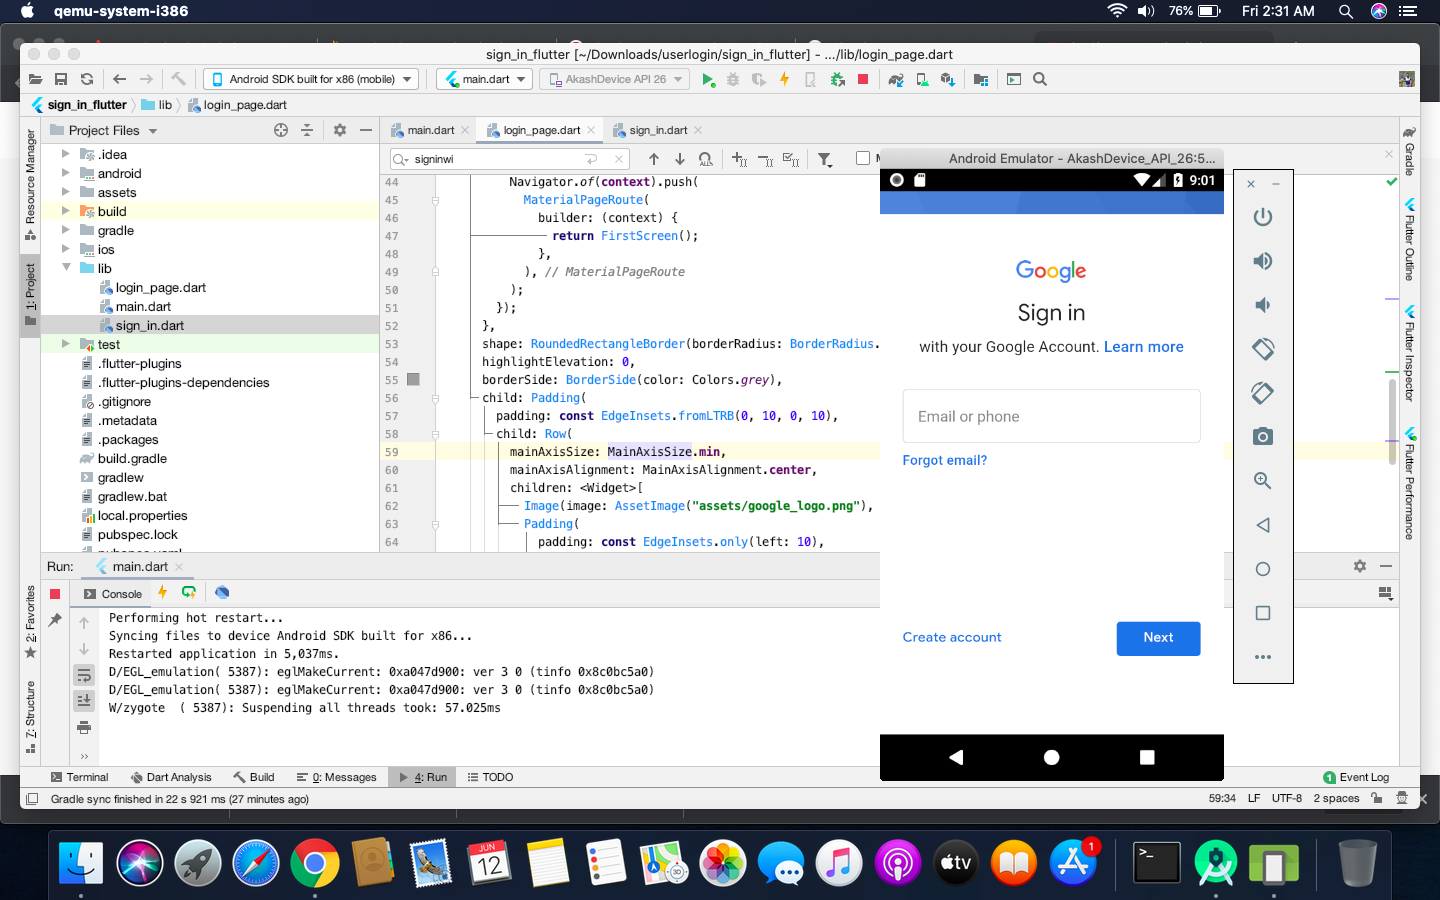 qemu-system-i386
76%
Fri 2:31 AM
sign_in_flutter [~/Downloads/userlogin/sign_in_flutter] - .../lib/login_page.dart
Android SDK built for x86 (mobile)
main.dart
AkashDevice API 26
sign_in_flutter
lib
login_page.dart
Project Files
main.dart
login_page.dart
sign_in.dart
signinwi
Resource Manager
1: Project
2: Favorites
7: Structure
.idea
android
assets
build
gradle
ios
lib
login_page.dart
main.dart
sign_in.dart
test
.flutter-plugins
.flutter-plugins-dependencies
.gitignore
.metadata
.packages
build.gradle
gradlew
gradlew.bat
local.properties
pubspec.lock
44 Navigator.of(context).push(
45 MaterialPageRoute(
46 builder: (context) {
47 return FirstScreen();
48 },
49 ), // MaterialPageRoute
50 );
51 });
52 },
53 shape: RoundedRectangleBorder(borderRadius: BorderRadius.
54 highlightElevation: 0,
55 borderSide: BorderSide(color: Colors.grey),
56 child: Padding(
57 padding: const EdgeInsets.fromLTRB(0, 10, 0, 10),
58 child: Row(
59 mainAxisSize: MainAxisSize.min,
60 mainAxisAlignment: MainAxisAlignment.center,
61 children: <Widget>[
62 Image(image: AssetImage("assets/google_logo.png"),
63 Padding(
64 padding: const EdgeInsets.only(left: 10),
Android Emulator - AkashDevice_API_26:5...
9:01
Google
Sign in
with your Google Account. Learn more
Email or phone
Forgot email?
Create account
Next
Gradle
Flutter Outline
Flutter Inspector
Flutter Performance
Run:
main.dart
Console
Performing hot restart...
Syncing files to device Android SDK built for x86...
Restarted application in 5,037ms.
D/EGL_emulation( 5387): eglMakeCurrent: 0xa047d900: ver 3 0 (tinfo 0x8c0bc5a0)
D/EGL_emulation( 5387): eglMakeCurrent: 0xa047d900: ver 3 0 (tinfo 0x8c0bc5a0)
W/zygote  ( 5387): Suspending all threads took: 57.025ms
Terminal
Dart Analysis
Build
0: Messages
4: Run
TODO
1 Event Log
Gradle sync finished in 22 s 921 ms (27 minutes ago)
59:34
LF
UTF-8
2 spaces
JUN
12
3D
tv
1
>_